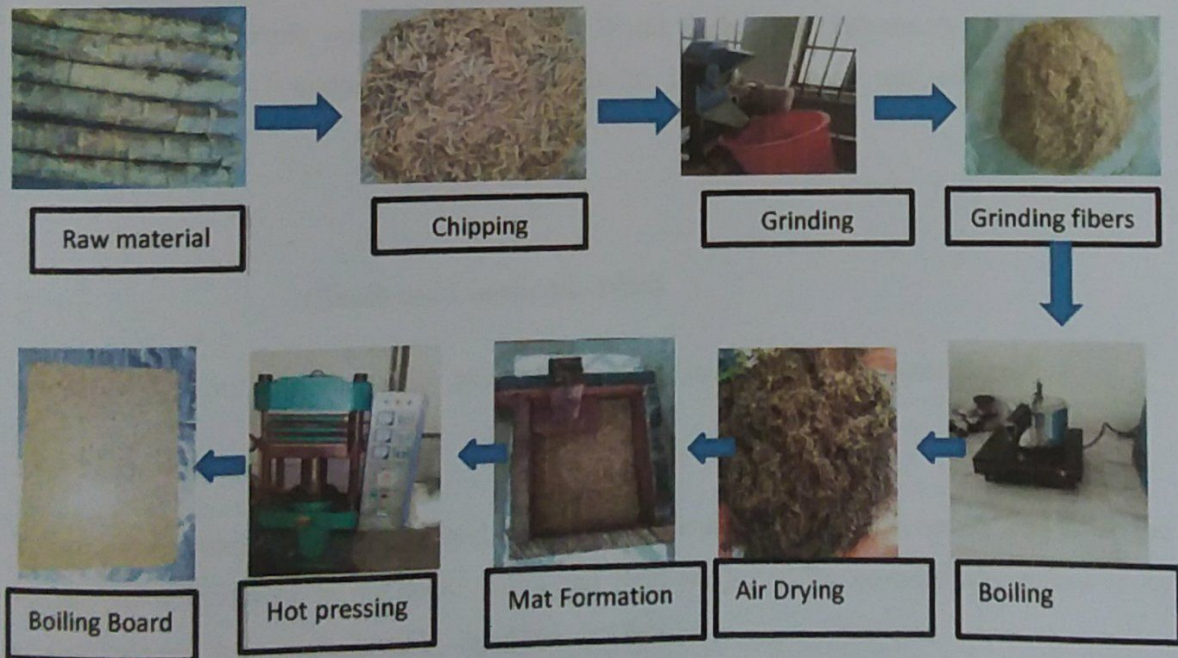 Raw material
Chipping
Grinding
Grinding fibers
Boiling
Air Drying
Mat Formation
Hot pressing
Boiling Board